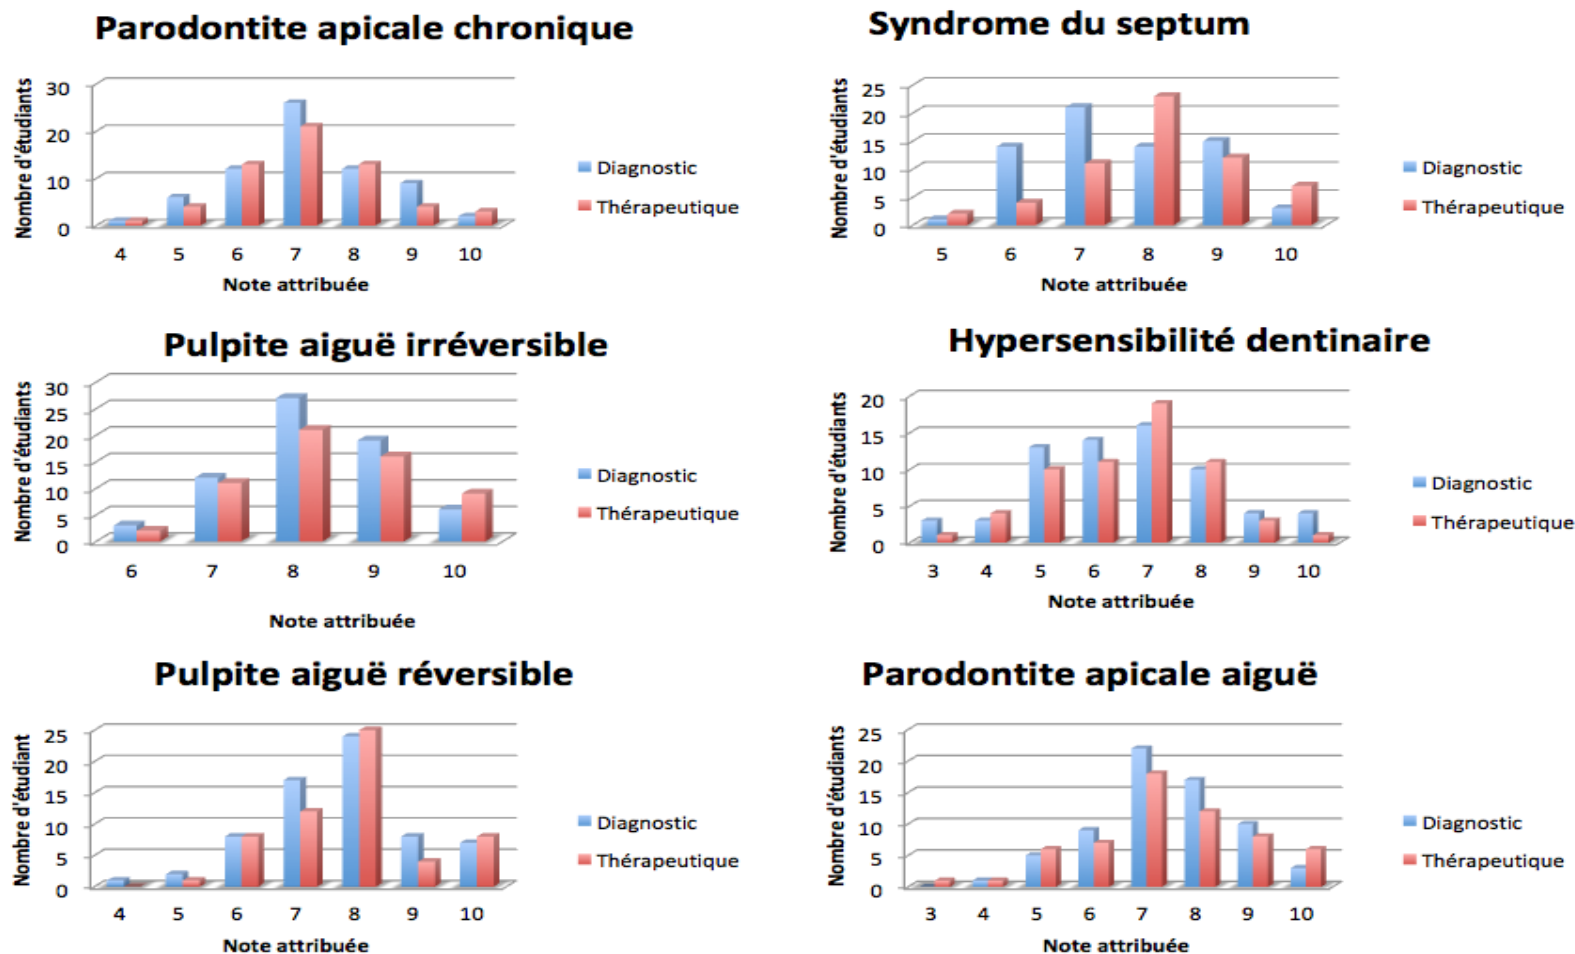 Parodontite apicale chronique
Nombre d'étudiants
30
20
10
0
4 5 6 7 8 9 10
Note attribuée
Diagnostic
Thérapeutique
Syndrome du septum
Nombre d'étudiants
25
20
15
10
5
0
5 6 7 8 9 10
Note attribuée
Diagnostic
Thérapeutique
Pulpite aiguë irréversible
Nombre d'étudiants
30
25
20
15
10
5
0
6 7 8 9 10
Note attribuée
Diagnostic
Thérapeutique
Hypersensibilité dentinaire
Nombre d'étudiants
20
15
10
5
0
3 4 5 6 7 8 9 10
Note attribuée
Diagnostic
Thérapeutique
Pulpite aiguë réversible
Nombre d'étudiant
25
20
15
10
5
0
4 5 6 7 8 9 10
Note attribuée
Diagnostic
Thérapeutique
Parodontite apicale aiguë
Nombre d'étudiants
25
20
15
10
5
0
3 4 5 6 7 8 9 10
Note attribuée
Diagnostic
Thérapeutique